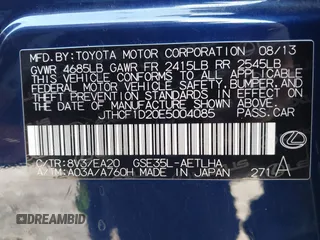 MFD. BY: TOYOTA MOTOR CORPORATION 08/13
GVWR 4685LB GAWR FR 2415LB RR 2545LB
THIS VEHICLE CONFORMS TO ALL APPLICABLE
FEDERAL MOTOR VEHICLE SAFETY,
BUMPER, AND THEFT PREVENTION STANDARDS
IN EFFECT ON THE DATE OF
MANUFACTURE SHOWN ABOVE.
JTHCF1D20E5004085 PASS.CAR
C/TR:8V3/EA20 GSE35L-AETLHA
A/TM:A03A/A760H MADE IN JAPAN 271 A
DREAMBID